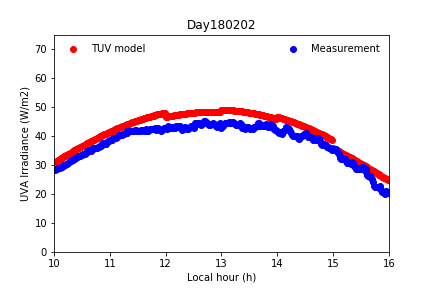 Day180202
TUV model
Measurement
UVA Irradiance (W/m2)
70
60
50
40
30
20
10
0
10 11 12 13 14 15 16
Local hour (h)